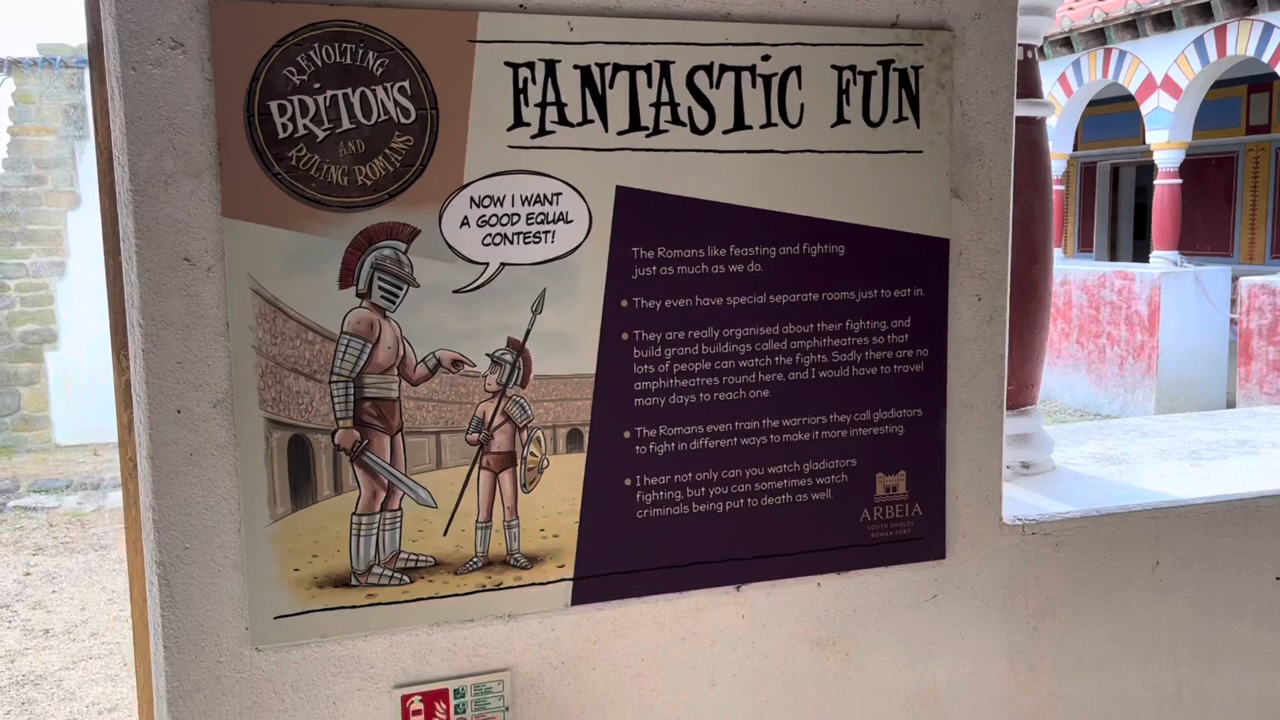 REVOLTING
BRITONS
AND
RULING ROMANS
FANTASTIC FUN
NOW I WANT
A GOOD EQUAL
CONTEST!
The Romans like feasting and fighting
just as much as we do.
They even have special separate rooms just to eat in.
They are really organised about their fighting, and
build grand buildings called amphitheatres so that
lots of people can watch the fights. Sadly there are no
amphitheatres round here, and I would have to travel
many days to reach one.
The Romans even train the warriors they call gladiators
to fight in different ways to make it more interesting.
I hear not only can you watch gladiators
fighting, but you can sometimes watch
criminals being put to death as well.
ARBEIA
SOUTH SHIELDS
ROMAN FORT